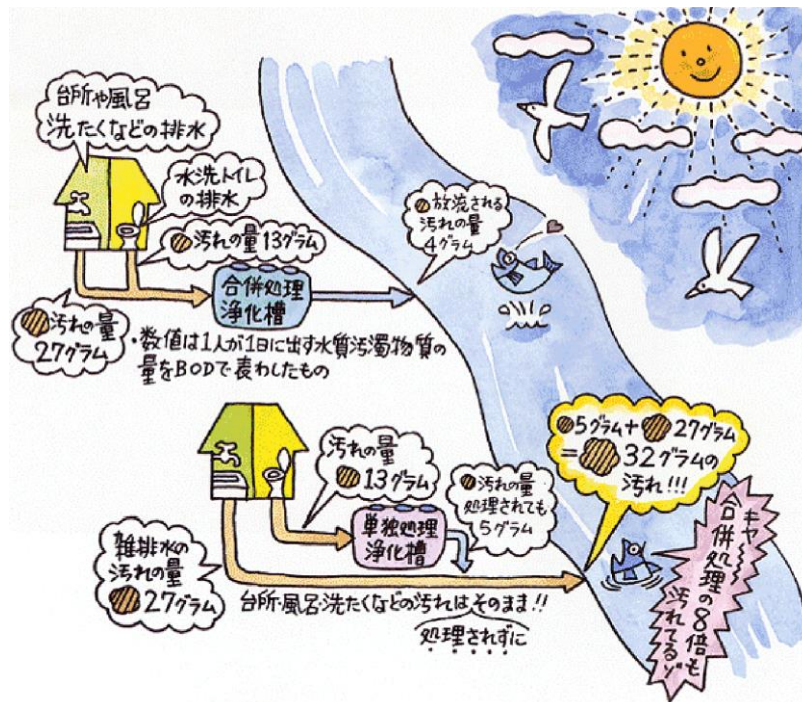 台所や風呂
洗たくなどの排水
水洗トイレ
の排水
汚れの量13グラム
合併処理
浄化槽
汚れの量
27グラム
放流される
汚れの量
4グラム
・数値は1人が1日に出す水質汚濁物質の
量をBODで表わしたもの
汚れの量
13グラム
単独処理
浄化槽
汚れの量
処理されても
5グラム
雑排水の
汚れの量
27グラム
台所・風呂・洗たくなどの汚れはそのまま!!
処理されずに
5グラム+27グラム
=32グラムの
汚れ!!!
キャー
合併処理の8倍も
汚れてるゾ